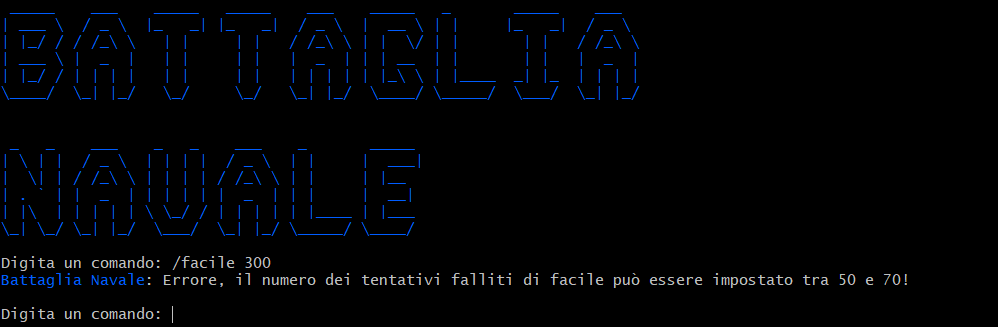 BATTAGLIA
NAVALE
Digita un comando: /facile 300
Battaglia Navale: Errore, il numero dei tentativi falliti di facile può essere impostato tra 50 e 70!
Digita un comando: